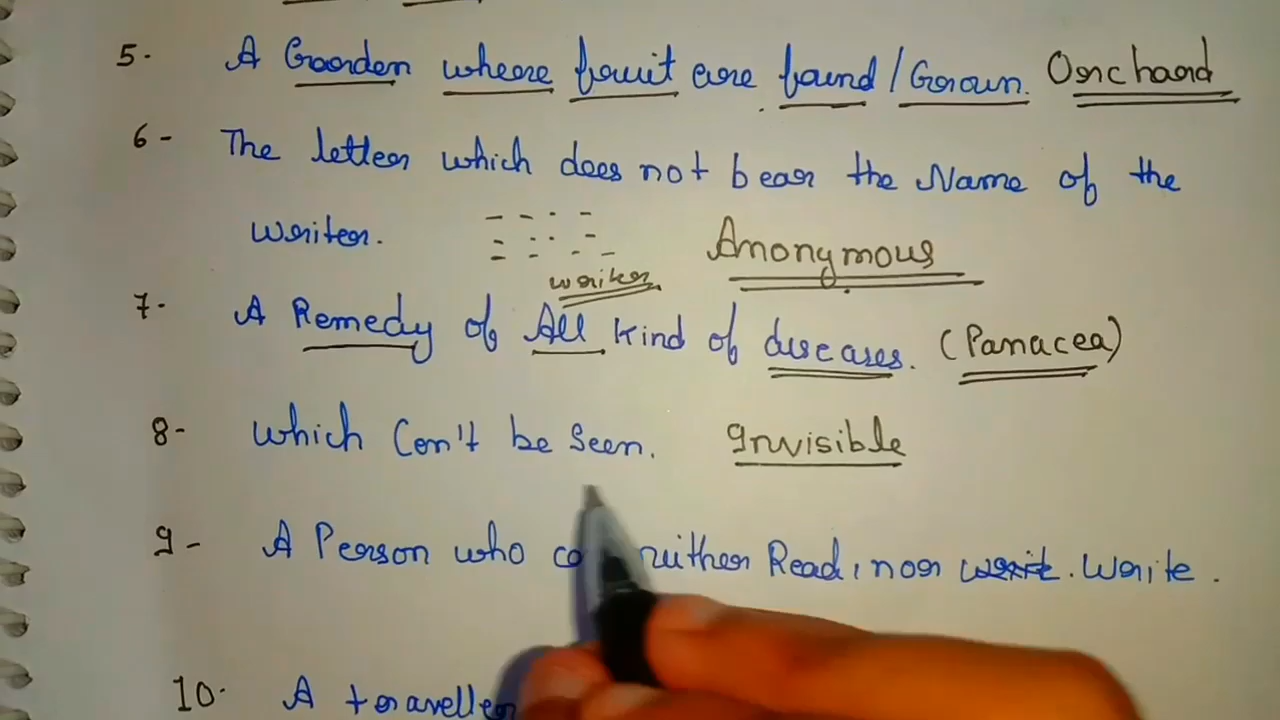 5. A Garden where fruit are found / Grown. Orchard
6- The letter which does not bear the Name of the
writer. Anonymous
writer
7- A Remedy of All kind of diseases. (Panacea)
8- which Can't be Seen. Invisible
9- A Person who neither Read, nor writ. Write.
10. A traveller